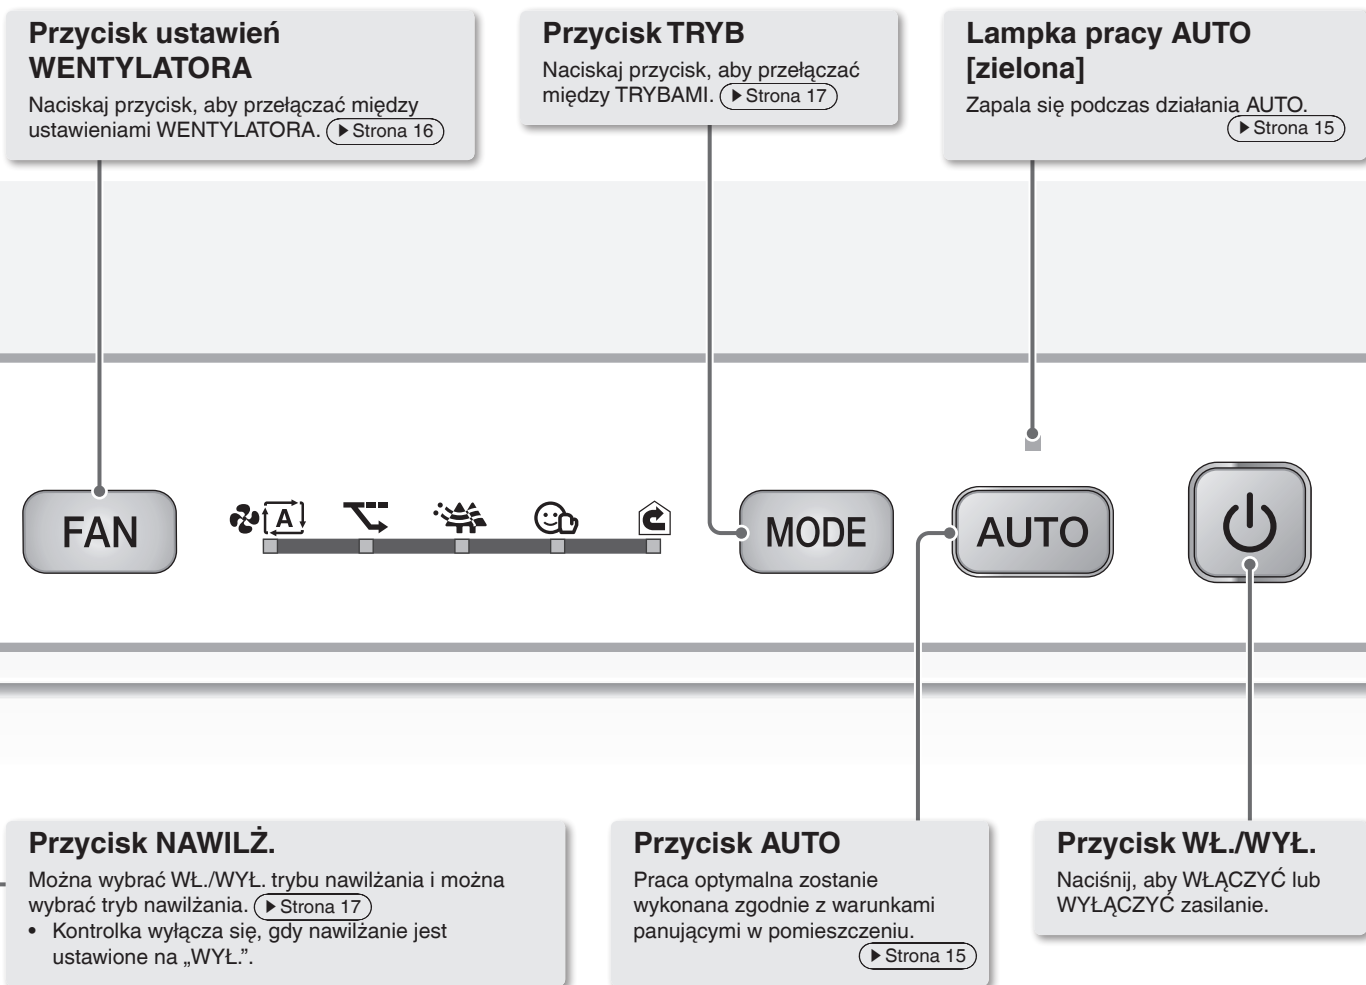 Przycisk ustawień
WENTYLATORA
Naciskaj przycisk, aby przełączać między
ustawieniami WENTYLATORA. Strona 16
Przycisk TRYB
Naciskaj przycisk, aby przełączać
między TRYBAMI. Strona 17
Lampka pracy AUTO
[zielona]
Zapala się podczas działania AUTO.
Strona 15
FAN
A
MODE
AUTO
Przycisk NAWILŻ.
Można wybrać WŁ./WYŁ. trybu nawilżania i można
wybrać tryb nawilżania. Strona 17
• Kontrolka wyłącza się, gdy nawilżanie jest
ustawione na „WYŁ.”.
Przycisk AUTO
Praca optymalna zostanie
wykonana zgodnie z warunkami
panującymi w pomieszczeniu.
Strona 15
Przycisk WŁ./WYŁ.
Naciśnij, aby WŁĄCZYĆ lub
WYŁĄCZYĆ zasilanie.